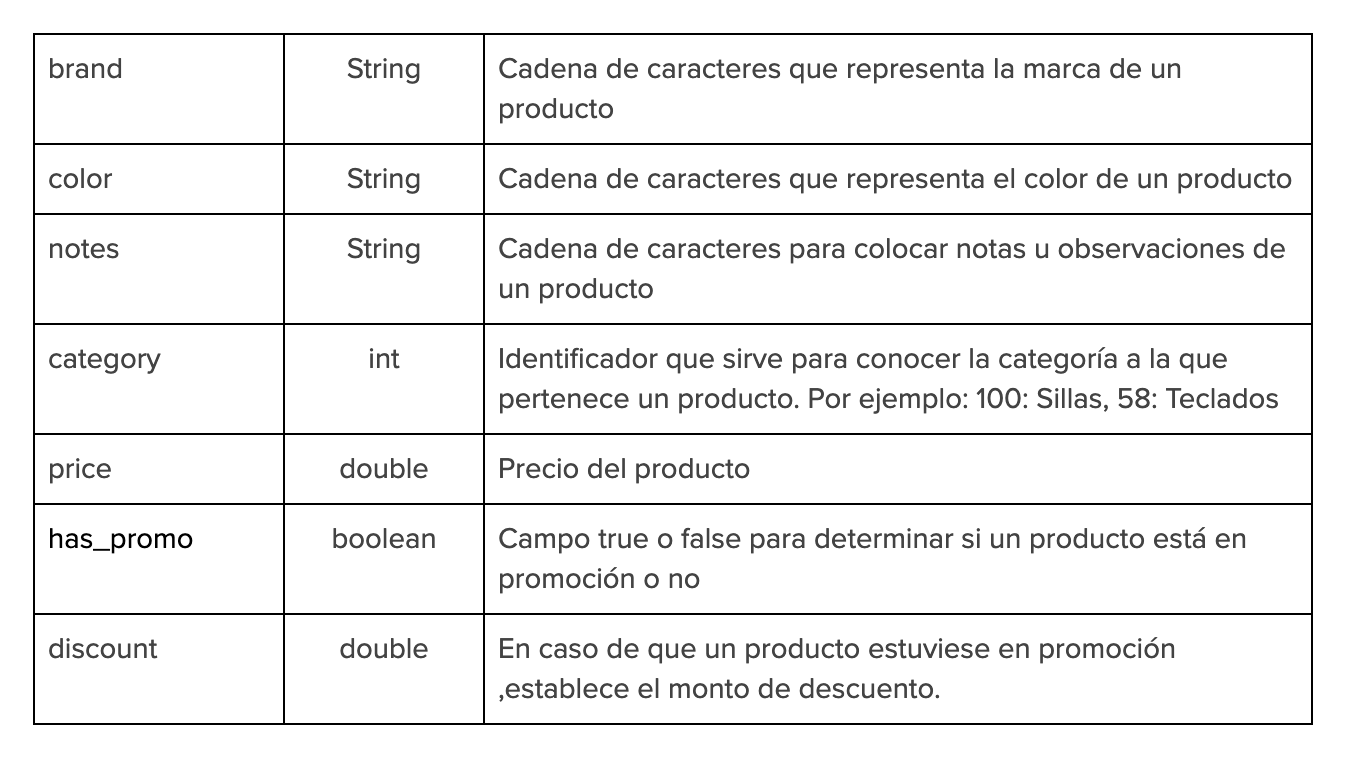 brand
String
Cadena de caracteres que representa la marca de un
producto
color
String
Cadena de caracteres que representa el color de un producto
notes
String
Cadena de caracteres para colocar notas u observaciones de
un producto
category
int
Identificador que sirve para conocer la categoría a la que
pertenece un producto. Por ejemplo: 100: Sillas, 58: Teclados
price
double
Precio del producto
has_promo
boolean
Campo true o false para determinar si un producto está en
promoción o no
discount
double
En caso de que un producto estuviese en promoción
,establece el monto de descuento.